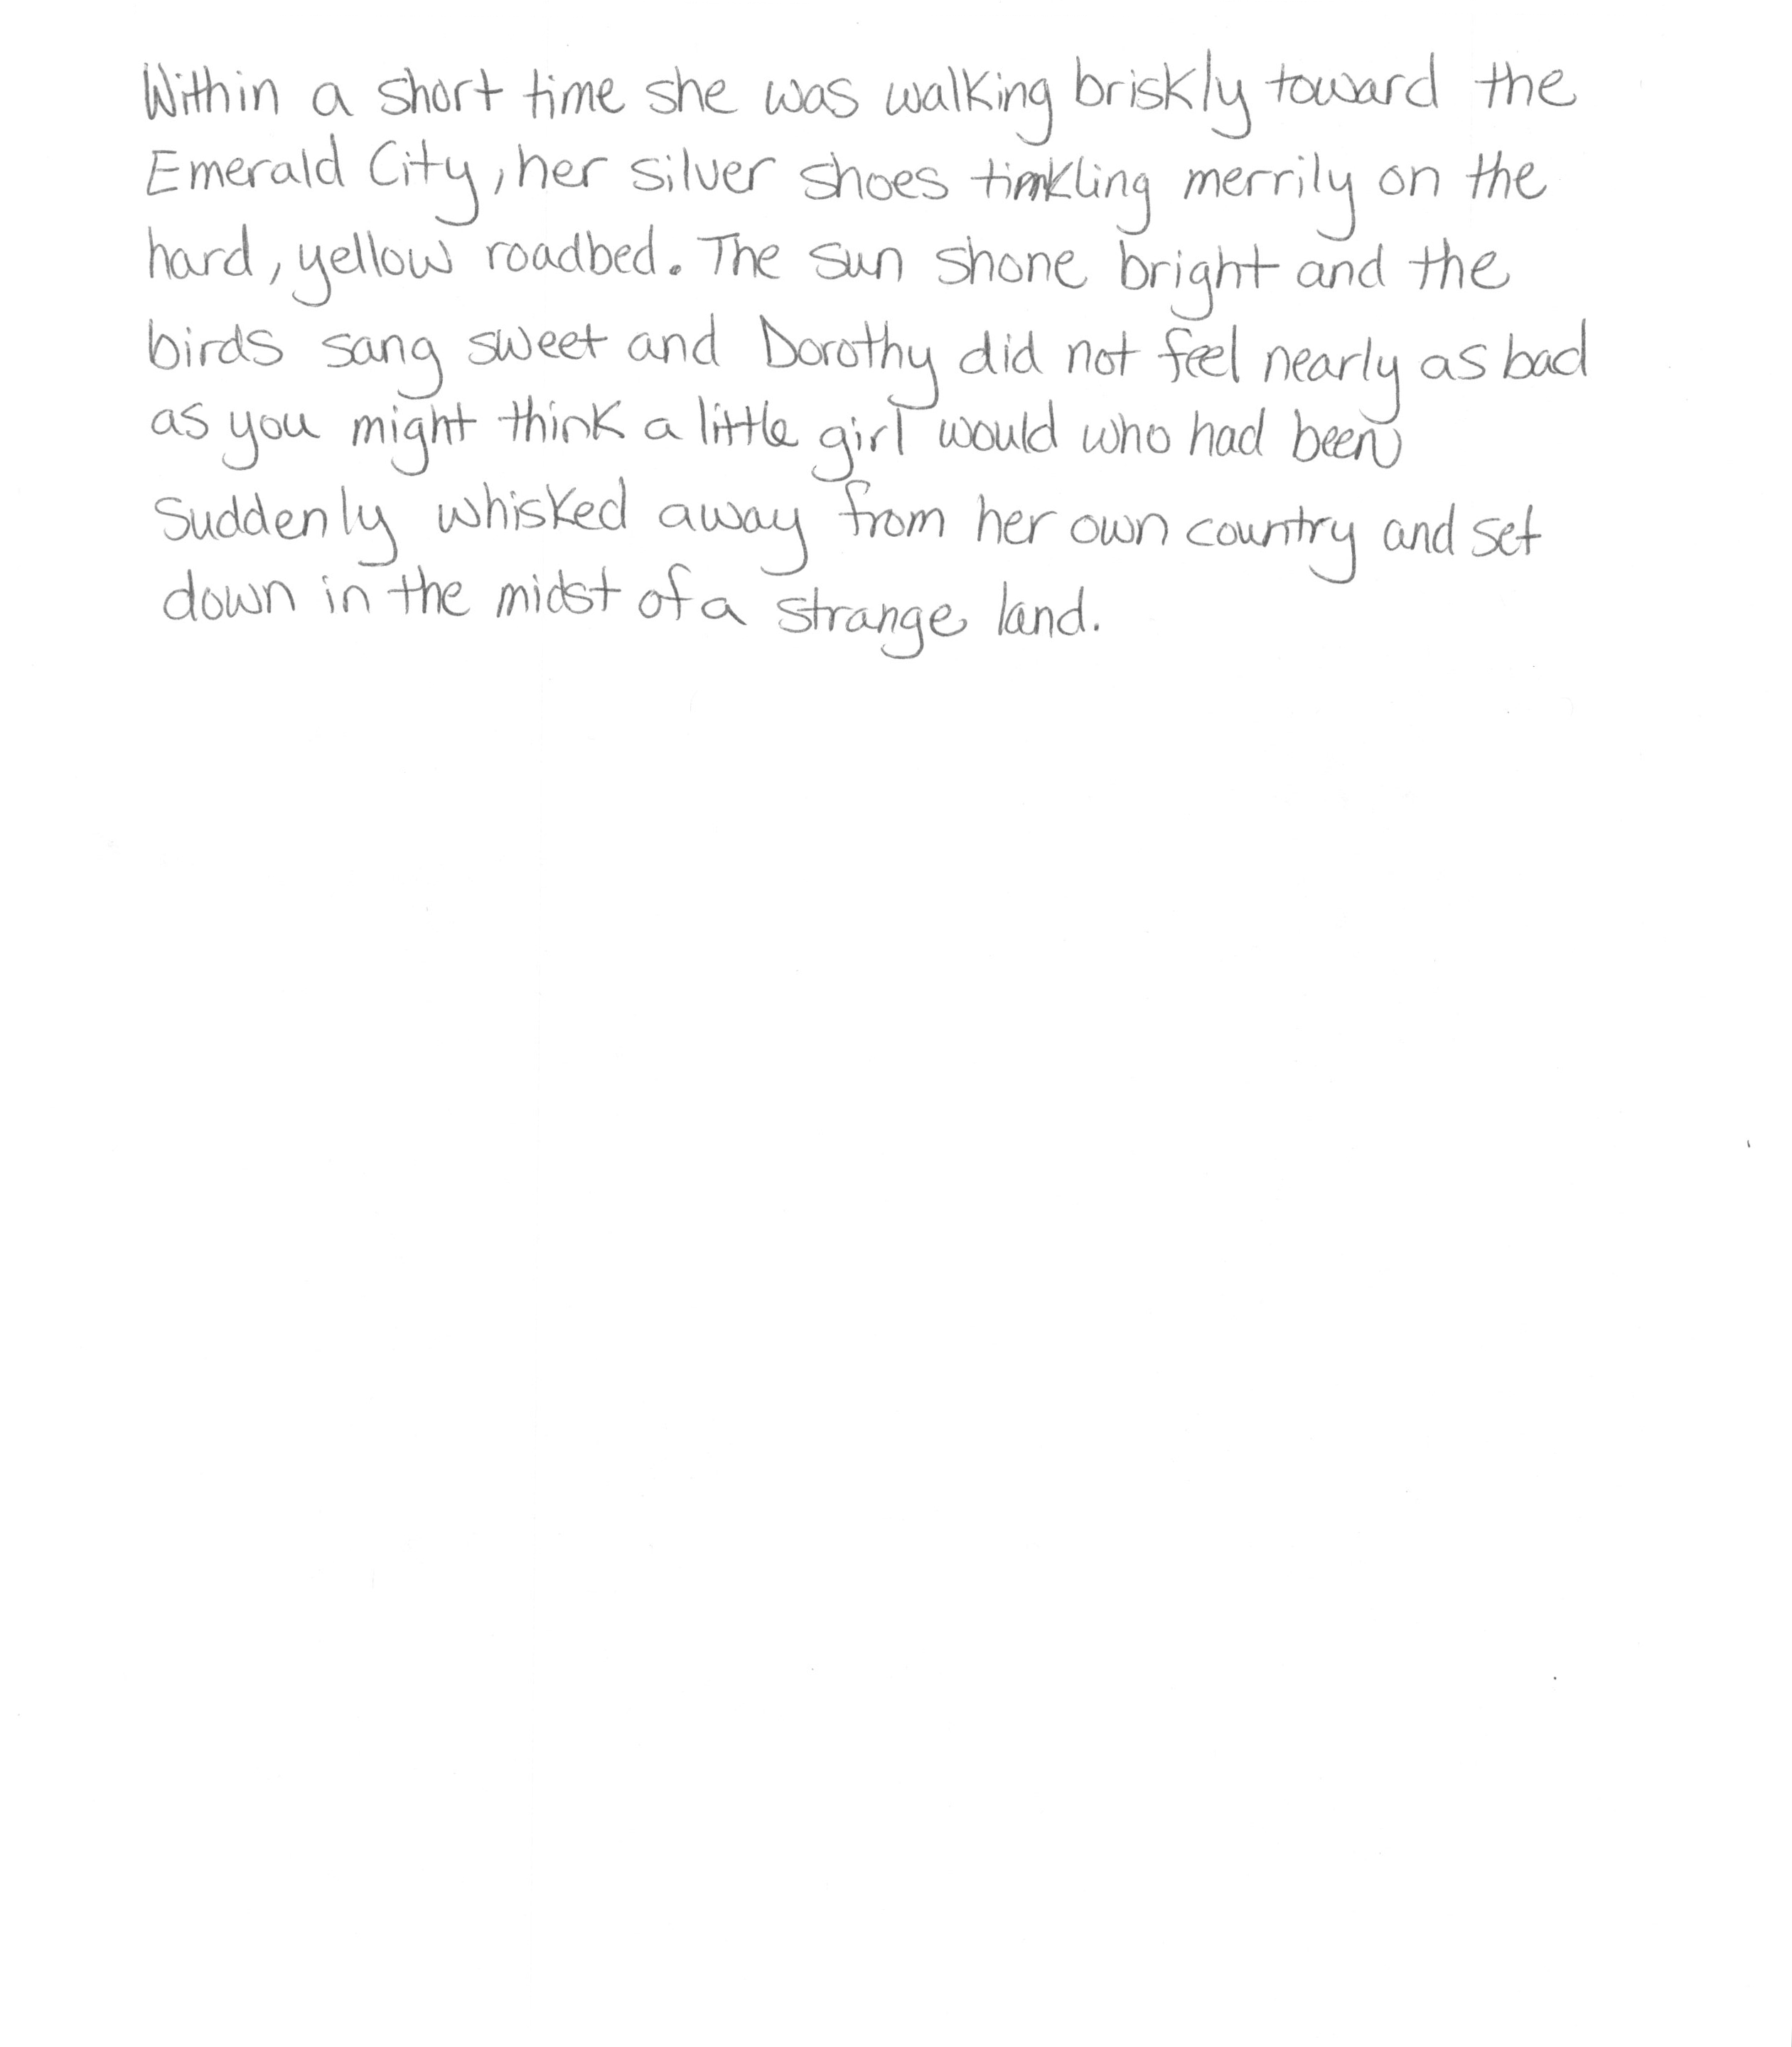 Within a short time she was walking briskly toward the
Emerald City, her silver shoes tinkling merrily on the
hard, yellow roadbed. The sun shone bright and the
birds sang sweet and Dorothy did not feel nearly as bad
as you might think a little girl would who had been
suddenly whisked away from her own country and set
down in the midst of a strange land.